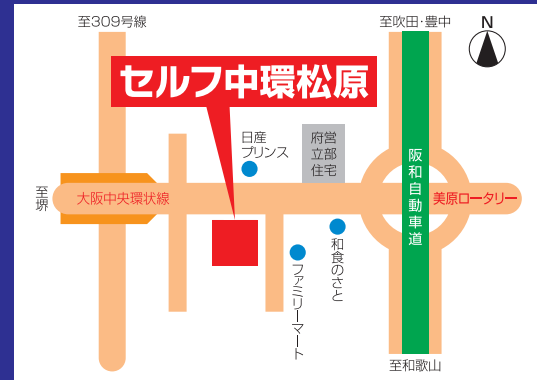 至309号線
至吹田・豊中
N
セルフ中環松原
日産
プリンス
府営
立部
住宅
阪和自動車道
至堺
大阪中央環状線
美原ロータリー
和食のさと
ファミリーマート
至和歌山